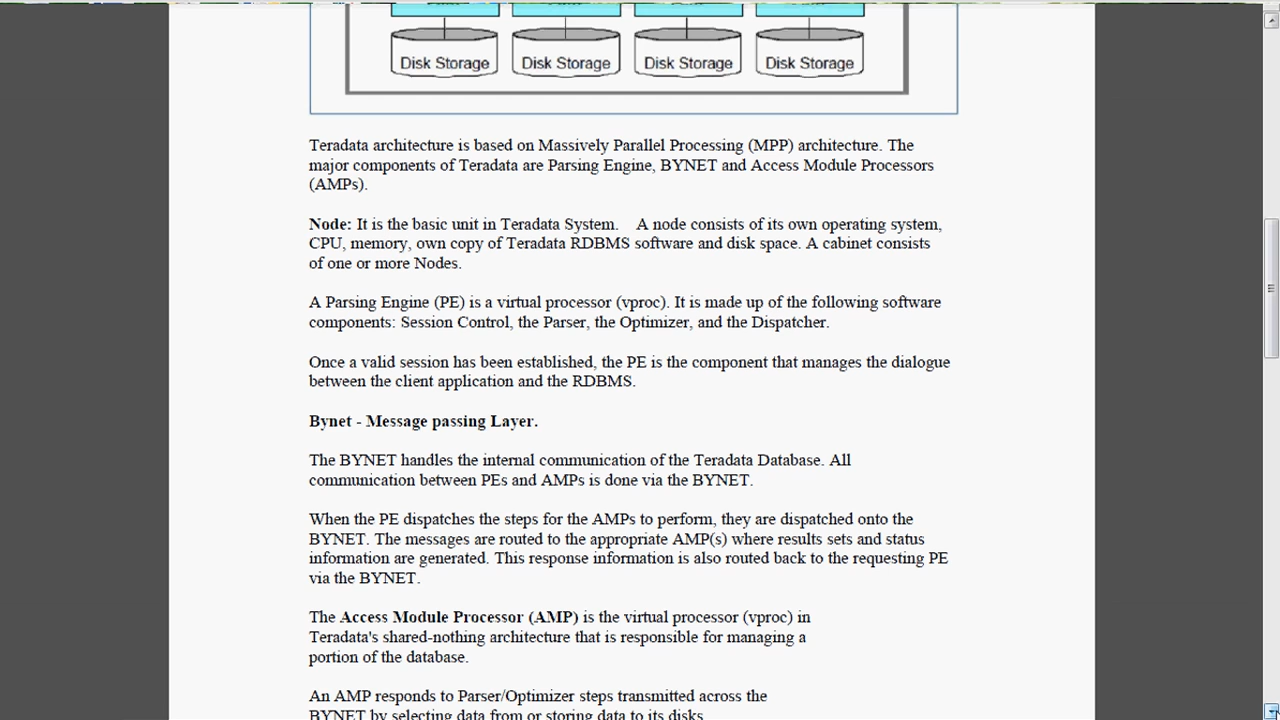 Disk Storage Disk Storage Disk Storage Disk Storage
Teradata architecture is based on Massively Parallel Processing (MPP) architecture. The
major components of Teradata are Parsing Engine, BYNET and Access Module Processors
(AMPs).
Node: It is the basic unit in Teradata System. A node consists of its own operating system,
CPU, memory, own copy of Teradata RDBMS software and disk space. A cabinet consists
of one or more Nodes.
A Parsing Engine (PE) is a virtual processor (vproc). It is made up of the following software
components: Session Control, the Parser, the Optimizer, and the Dispatcher.
Once a valid session has been established, the PE is the component that manages the dialogue
between the client application and the RDBMS.
Bynet - Message passing Layer.
The BYNET handles the internal communication of the Teradata Database. All
communication between PEs and AMPs is done via the BYNET.
When the PE dispatches the steps for the AMPs to perform, they are dispatched onto the
BYNET. The messages are routed to the appropriate AMP(s) where results sets and status
information are generated. This response information is also routed back to the requesting PE
via the BYNET.
The Access Module Processor (AMP) is the virtual processor (vproc) in
Teradata's shared-nothing architecture that is responsible for managing a
portion of the database.
An AMP responds to Parser/Optimizer steps transmitted across the
BYNET by selecting data from or storing data to its disks